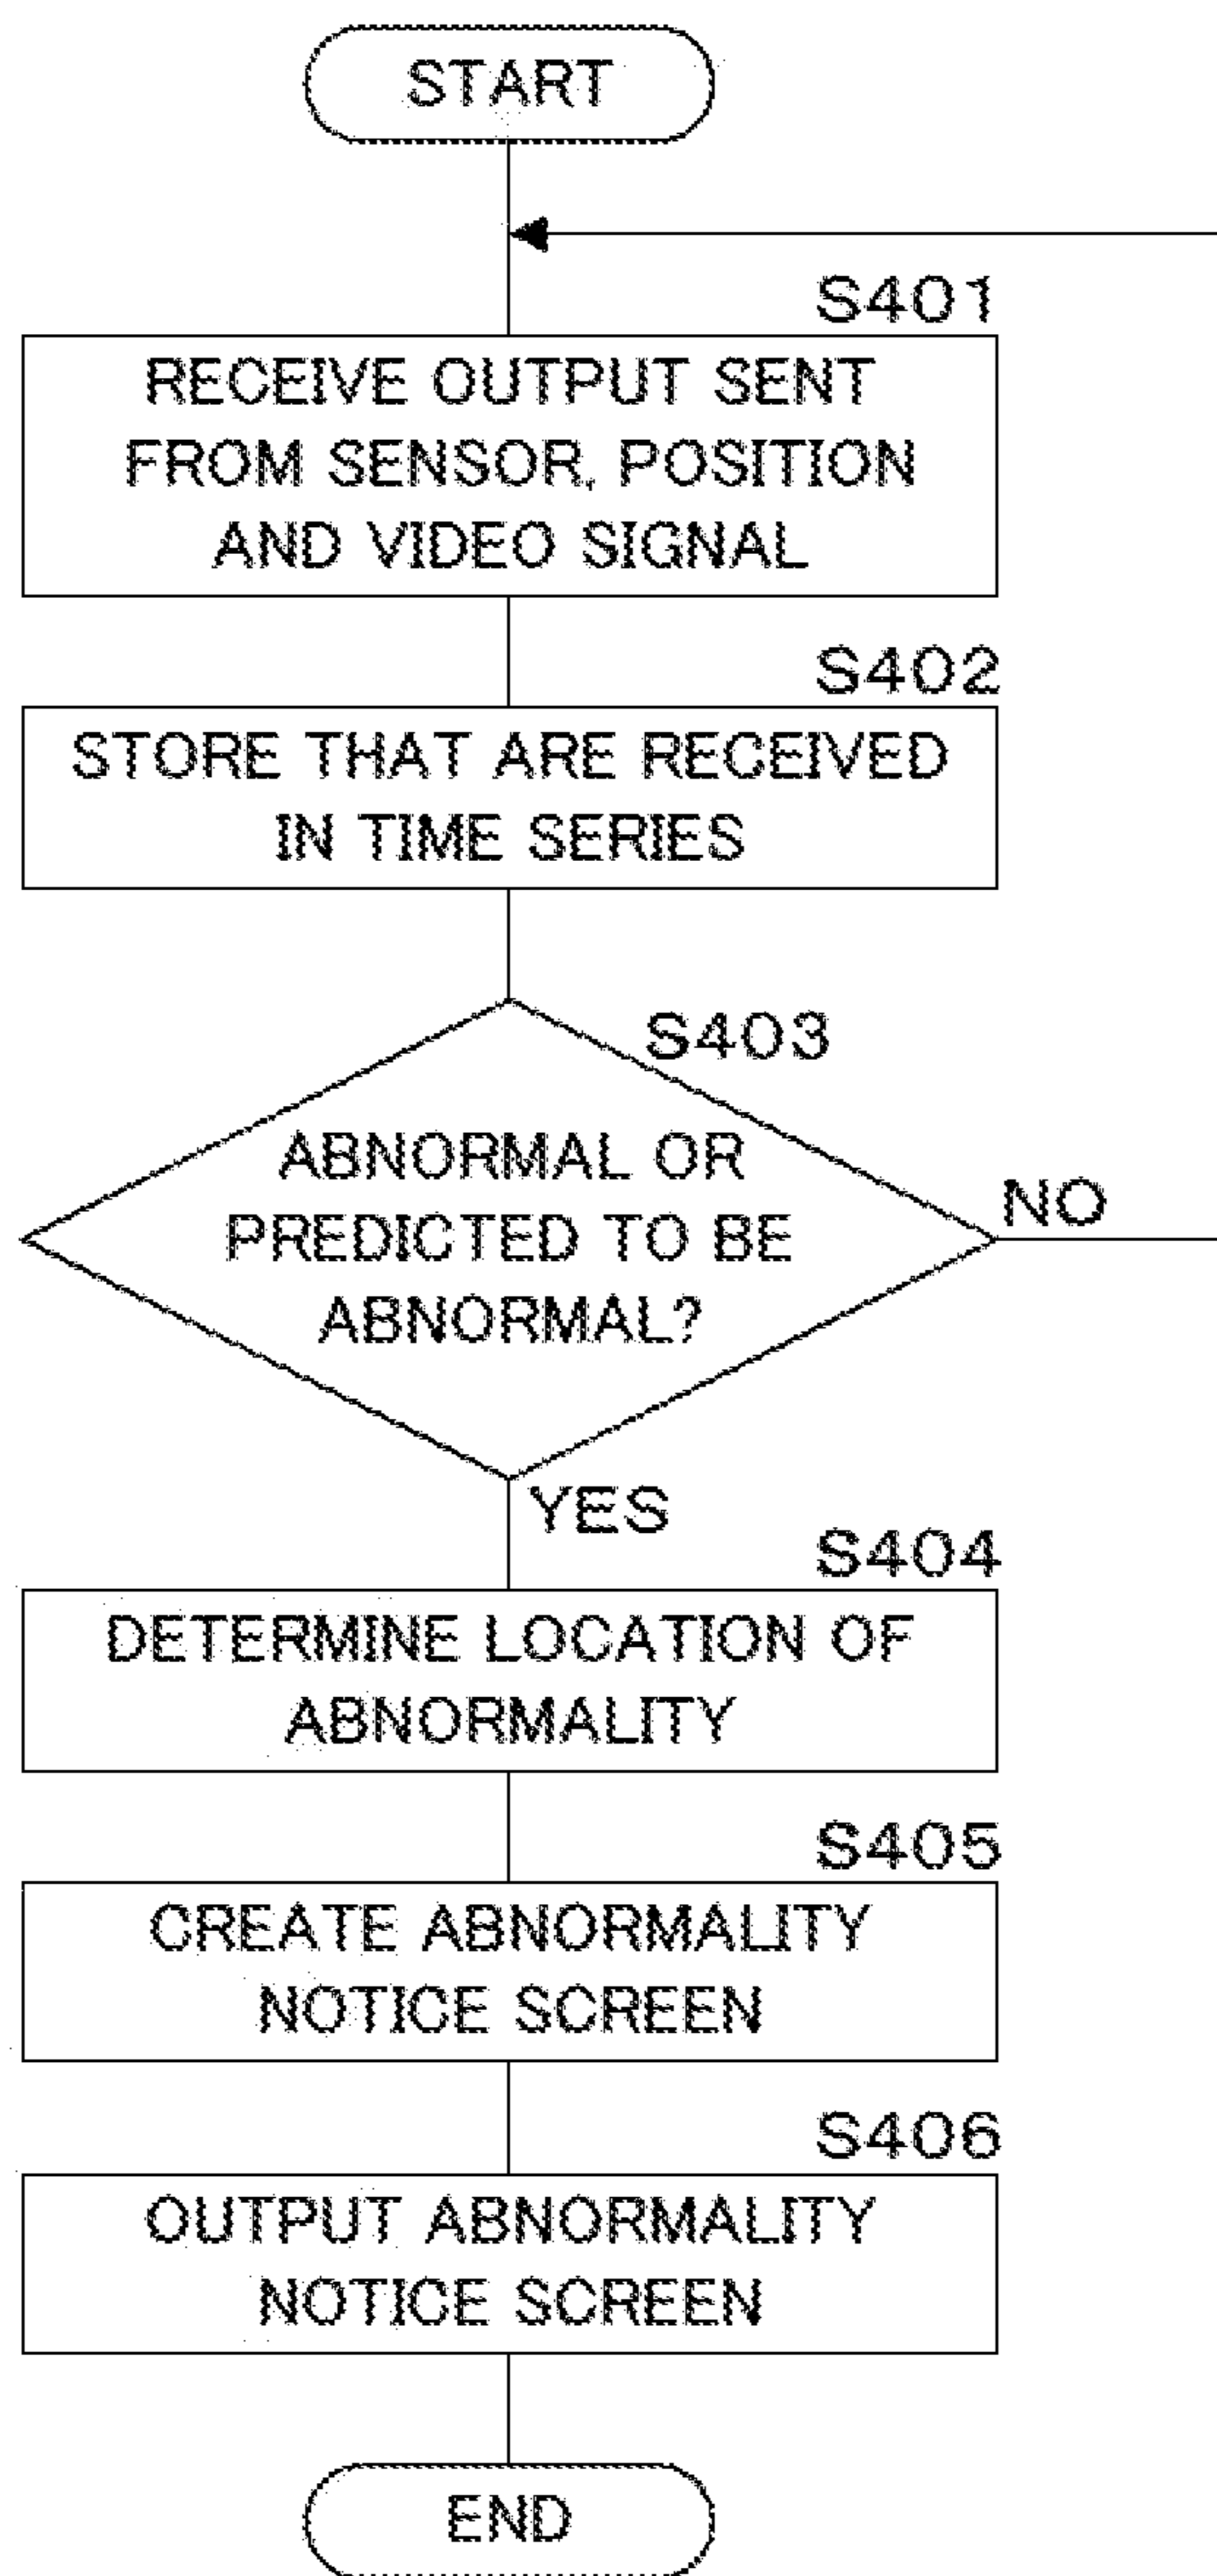 START
S401
RECEIVE OUTPUT SENT
FROM SENSOR, POSITION
AND VIDEO SIGNAL
S402
STORE THAT ARE RECEIVED
IN TIME SERIES
S403
ABNORMAL OR
PREDICTED TO BE
ABNORMAL?
NO
YES
S404
DETERMINE LOCATION OF
ABNORMALITY
S405
CREATE ABNORMALITY
NOTICE SCREEN
S406
OUTPUT ABNORMALITY
NOTICE SCREEN
END